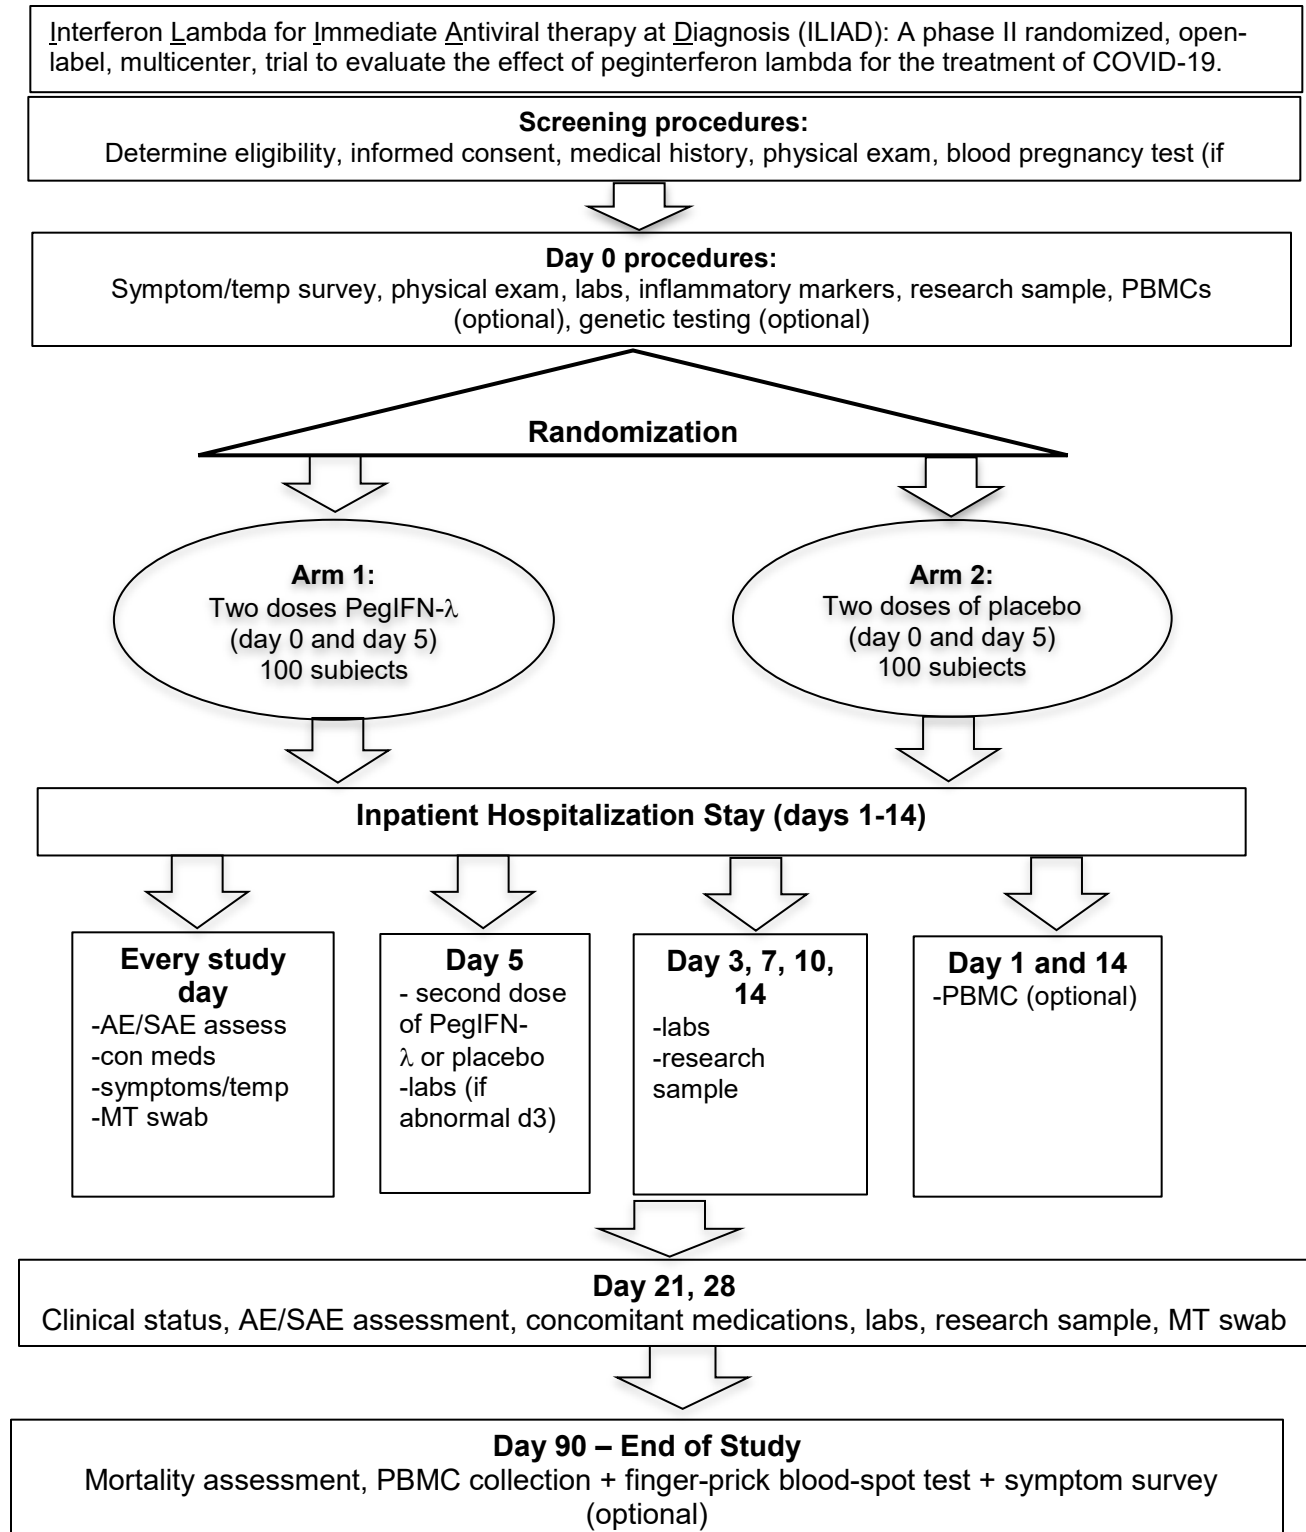 Interferon Lambda for Immediate Antiviral therapy at Diagnosis (ILIAD): A phase II randomized, open-
label, multicenter, trial to evaluate the effect of peginterferon lambda for the treatment of COVID-19.
Screening procedures:
Determine eligibility, informed consent, medical history, physical exam, blood pregnancy test (if
Day 0 procedures:
Symptom/temp survey, physical exam, labs, inflammatory markers, research sample, PBMCs
(optional), genetic testing (optional)
Randomization
Arm 1:
Two doses PegIFN-λ
(day 0 and day 5)
100 subjects
Arm 2:
Two doses of placebo
(day 0 and day 5)
100 subjects
Inpatient Hospitalization Stay (days 1-14)
Every study
day
-AE/SAE assess
-con meds
-symptoms/temp
-MT swab
Day 5
- second dose
of PegIFN-
λ or placebo
-labs (if
abnormal d3)
Day 3, 7, 10,
14
-labs
-research
sample
Day 1 and 14
-PBMC (optional)
Day 21, 28
Clinical status, AE/SAE assessment, concomitant medications, labs, research sample, MT swab
Day 90 – End of Study
Mortality assessment, PBMC collection + finger-prick blood-spot test + symptom survey
(optional)